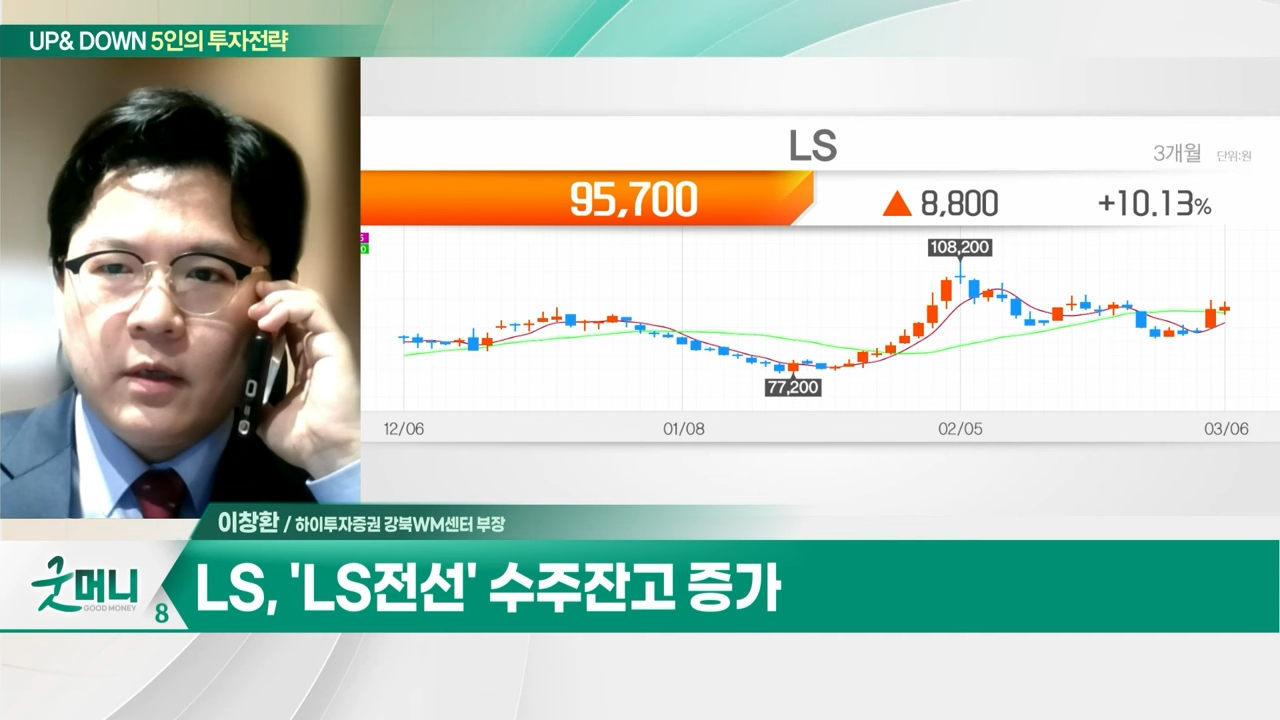 UP& DOWN 5인의 투자전략
LS
3개월 단위:원
95,700 ▲ 8,800 +10.13%
108,200
77,200
12/06 01/08 02/05 03/06
이창환 / 하이투자증권 강북WM센터 부장
굿머니
GOOD MONEY
8
LS, 'LS전선' 수주잔고 증가